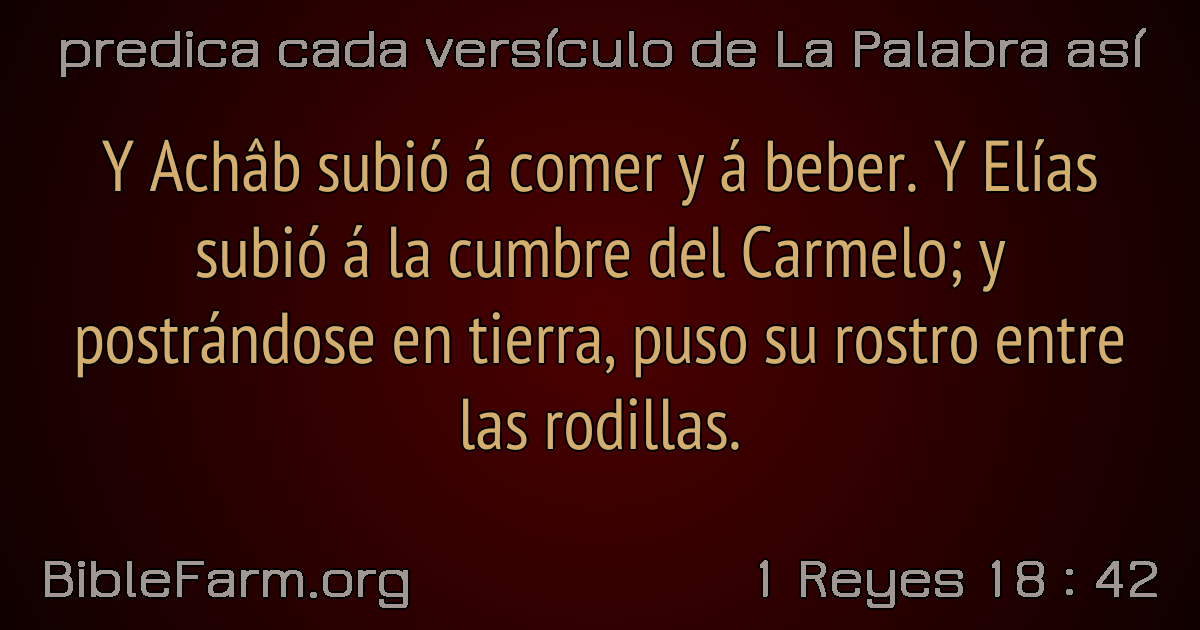 predica cada versículo de La Palabra así
Y Achâb subió á comer y á beber. Y Elías
subió á la cumbre del Carmelo; y
postrándose en tierra, puso su rostro entre
las rodillas.
BibleFarm.org
1 Reyes 18 : 42